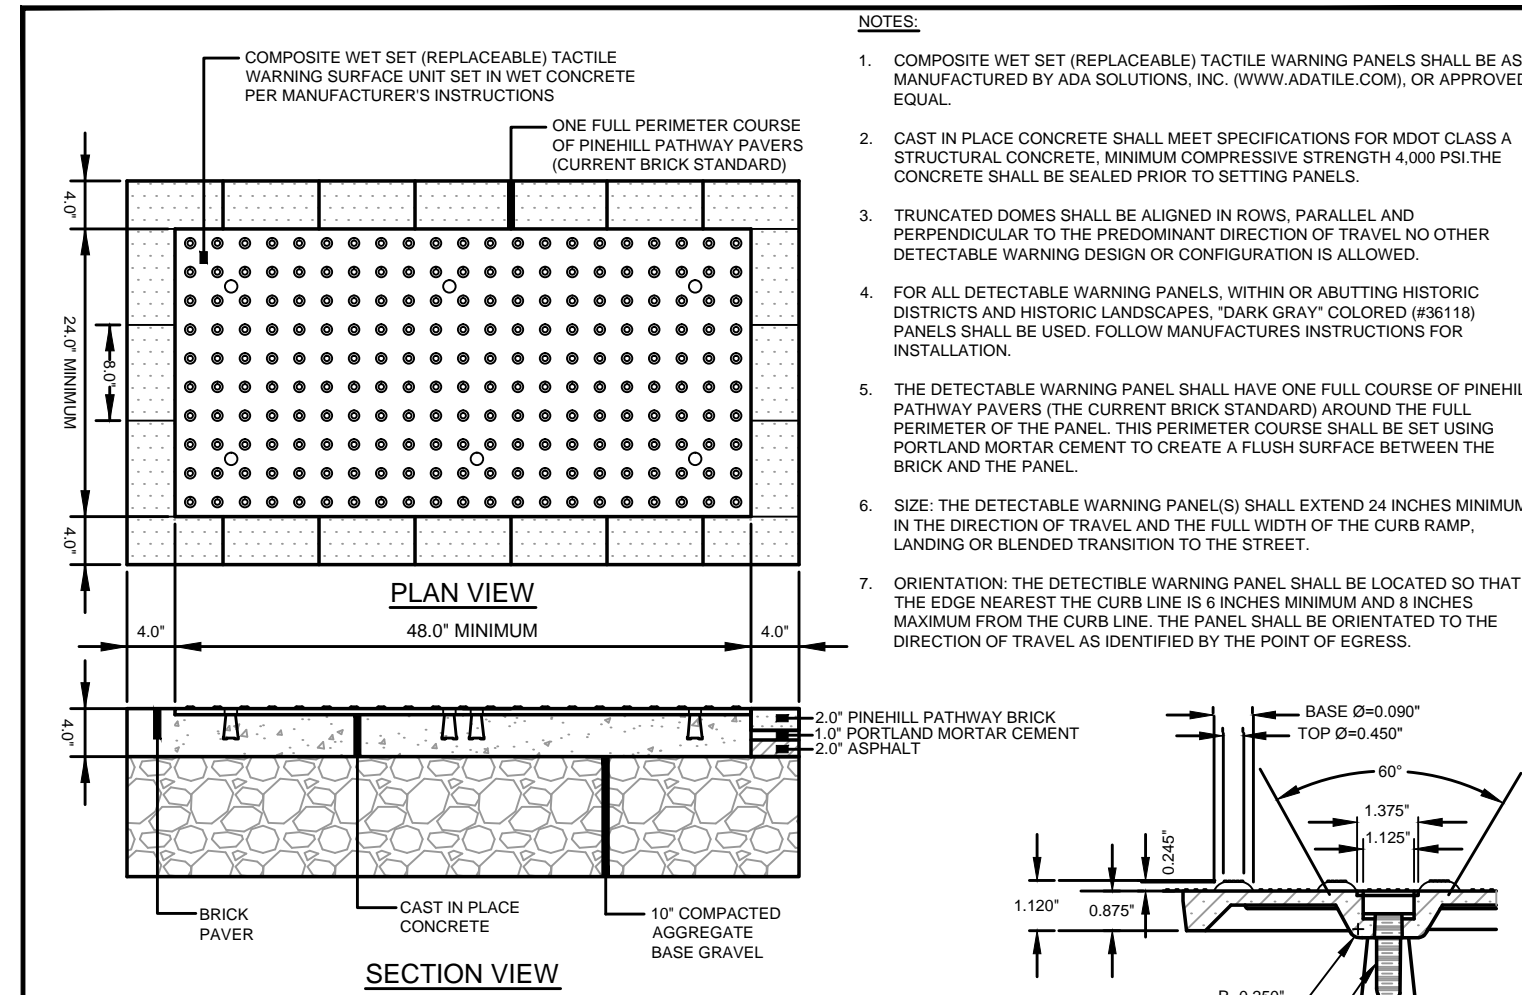 COMPOSITE WET SET (REPLACEABLE) TACTILE
WARNING SURFACE UNIT SET IN WET CONCRETE
PER MANUFACTURER'S INSTRUCTIONS
ONE FULL PERIMETER COURSE
OF PINEHILL PATHWAY PAVERS
(CURRENT BRICK STANDARD)
4.0"
24.0" MINIMUM
8.0"
4.0"
PLAN VIEW
4.0"
48.0" MINIMUM
4.0"
4.0"
2.0" PINEHILL PATHWAY BRICK
1.0" PORTLAND MORTAR CEMENT
2.0" ASPHALT
BRICK
PAVER
CAST IN PLACE
CONCRETE
10" COMPACTED
AGGREGATE
BASE GRAVEL
SECTION VIEW
NOTES:
1. COMPOSITE WET SET (REPLACEABLE) TACTILE WARNING PANELS SHALL BE AS
MANUFACTURED BY ADA SOLUTIONS, INC. (WWW.ADATILE.COM), OR APPROVED
EQUAL.
2. CAST IN PLACE CONCRETE SHALL MEET SPECIFICATIONS FOR MDOT CLASS A
STRUCTURAL CONCRETE, MINIMUM COMPRESSIVE STRENGTH 4,000 PSI.THE
CONCRETE SHALL BE SEALED PRIOR TO SETTING PANELS.
3. TRUNCATED DOMES SHALL BE ALIGNED IN ROWS, PARALLEL AND
PERPENDICULAR TO THE PREDOMINANT DIRECTION OF TRAVEL NO OTHER
DETECTABLE WARNING DESIGN OR CONFIGURATION IS ALLOWED.
4. FOR ALL DETECTABLE WARNING PANELS, WITHIN OR ABUTTING HISTORIC
DISTRICTS AND HISTORIC LANDSCAPES, "DARK GRAY" COLORED (#36118)
PANELS SHALL BE USED. FOLLOW MANUFACTURES INSTRUCTIONS FOR
INSTALLATION.
5. THE DETECTABLE WARNING PANEL SHALL HAVE ONE FULL COURSE OF PINEHIL
PATHWAY PAVERS (THE CURRENT BRICK STANDARD) AROUND THE FULL
PERIMETER OF THE PANEL. THIS PERIMETER COURSE SHALL BE SET USING
PORTLAND MORTAR CEMENT TO CREATE A FLUSH SURFACE BETWEEN THE
BRICK AND THE PANEL.
6. SIZE: THE DETECTABLE WARNING PANEL(S) SHALL EXTEND 24 INCHES MINIMUM
IN THE DIRECTION OF TRAVEL AND THE FULL WIDTH OF THE CURB RAMP,
LANDING OR BLENDED TRANSITION TO THE STREET.
7. ORIENTATION: THE DETECTIBLE WARNING PANEL SHALL BE LOCATED SO THAT
THE EDGE NEAREST THE CURB LINE IS 6 INCHES MINIMUM AND 8 INCHES
MAXIMUM FROM THE CURB LINE. THE PANEL SHALL BE ORIENTATED TO THE
DIRECTION OF TRAVEL AS IDENTIFIED BY THE POINT OF EGRESS.
BASE Ø=0.090"
TOP Ø=0.450"
60°
1.375"
1.125"
0.245"
1.120"
0.875"